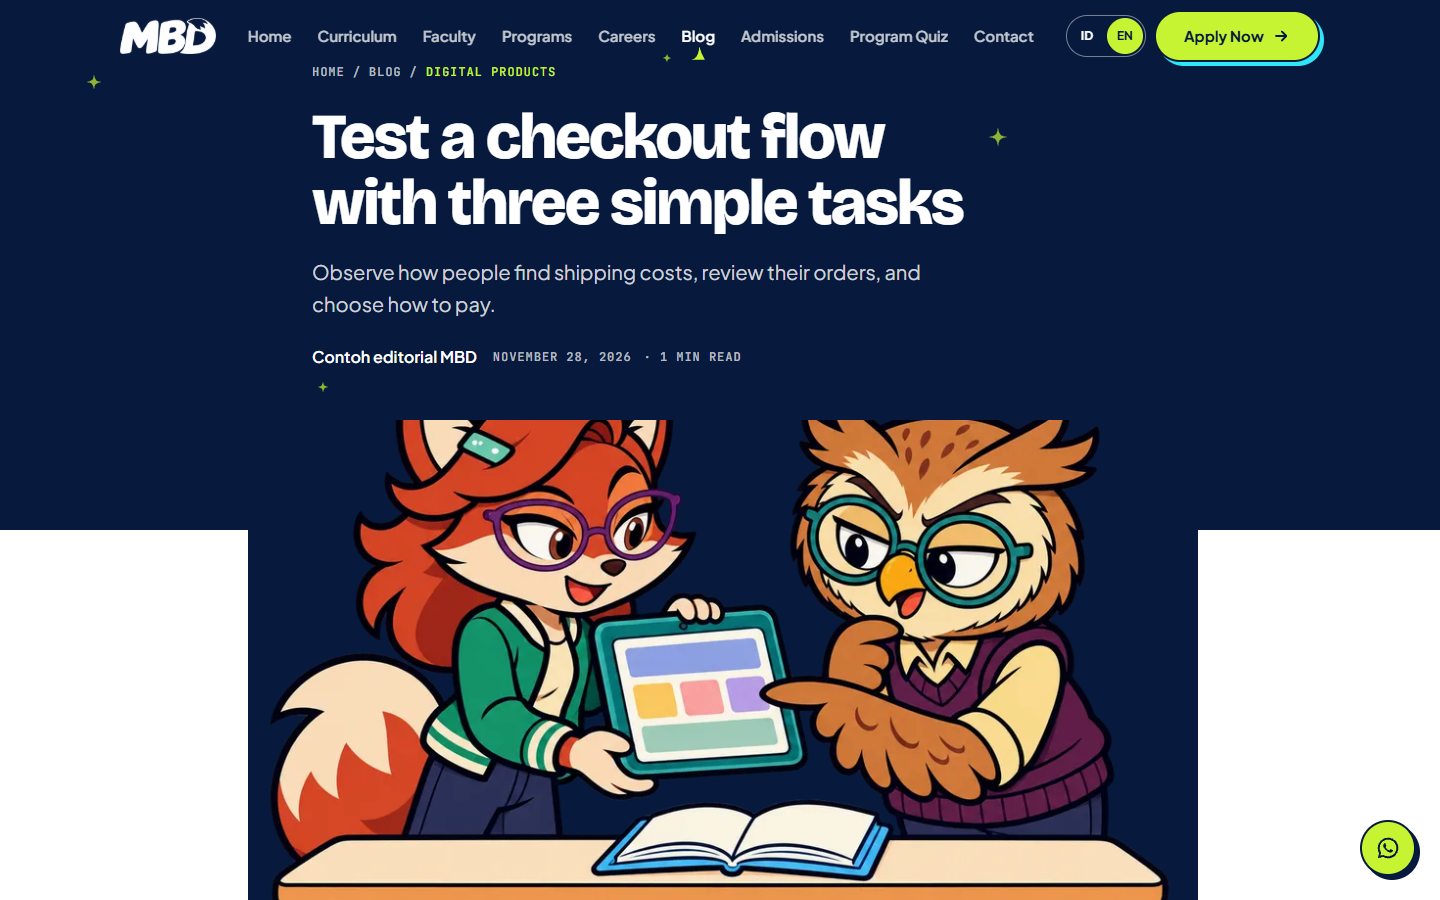 MBD
Home Curriculum Faculty Programs Careers Blog Admissions Program Quiz Contact ID EN Apply Now →
HOME / BLOG / DIGITAL PRODUCTS
Test a checkout flow
with three simple tasks
Observe how people find shipping costs, review their orders, and
choose how to pay.
Contoh editorial MBD NOVEMBER 28, 2026 · 1 MIN READ